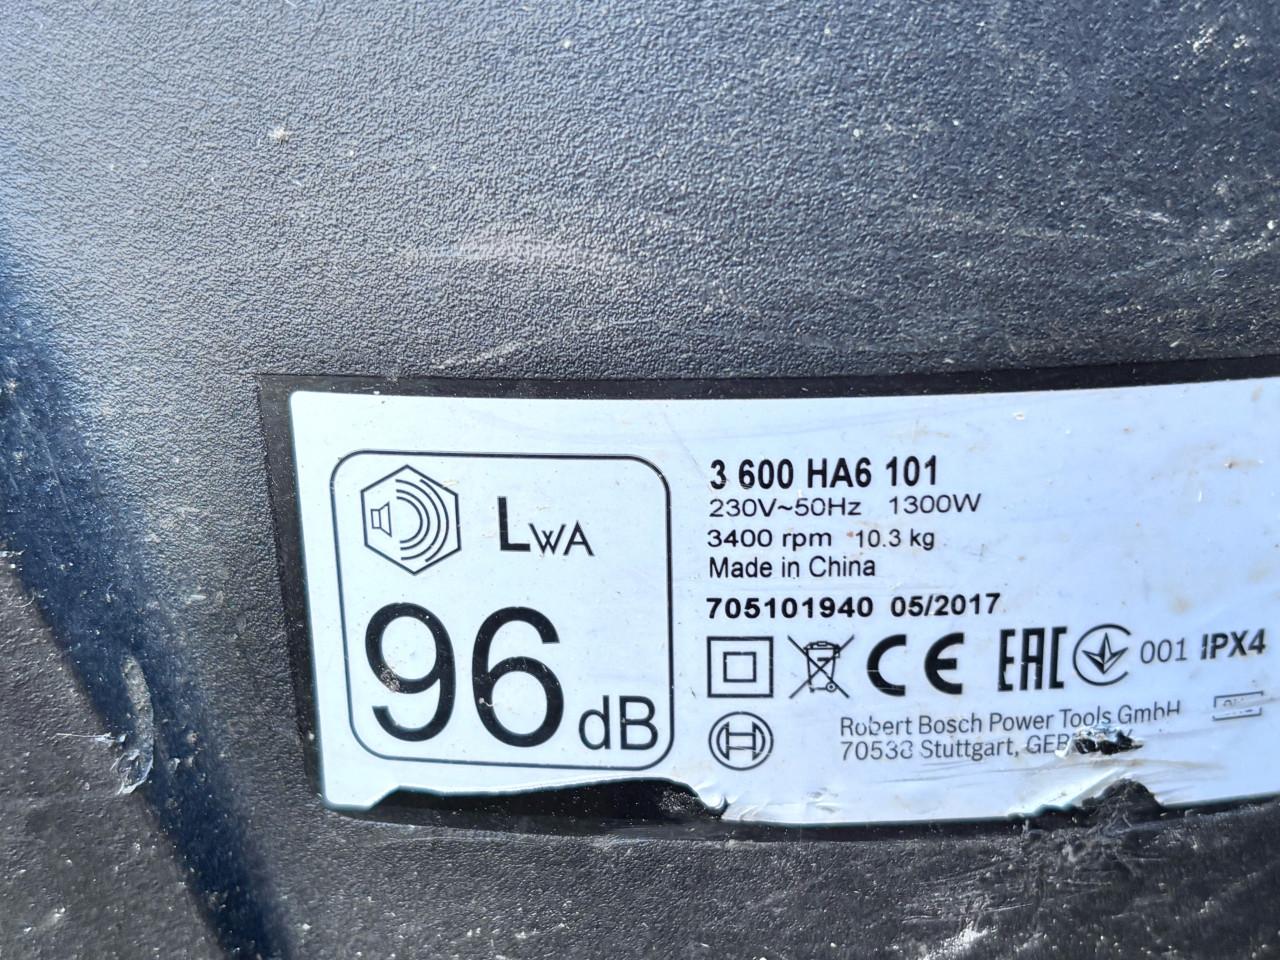 LWA
96 dB
3 600 HA6 101
230V~50Hz 1300W
3400 rpm 10.3 kg
Made in China
705101940 05/2017
CE EAC 001 IPX4
Robert Bosch Power Tools GmbH
70538 Stuttgart,